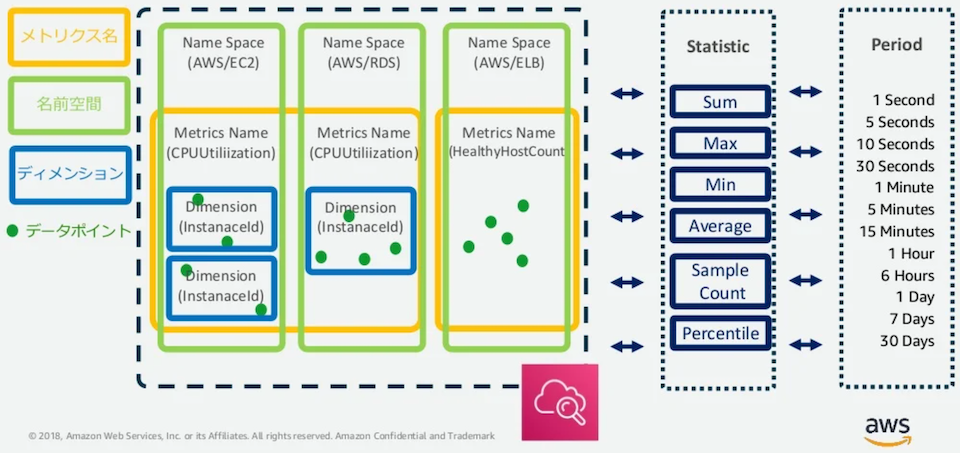 メトリクス名
名前空間
ディメンション
データポイント
Name Space
(AWS/EC2)
Name Space
(AWS/RDS)
Name Space
(AWS/ELB)
Metrics Name
(CPUUtiliization)
Metrics Name
(CPUUtiliization)
Metrics Name
(HealthyHostCount
Dimension
(InstanaceId)
Dimension
(InstanaceId)
Dimension
(InstanaceId)
Statistic
Sum
Max
Min
Average
Sample
Count
Percentile
Period
1 Second
5 Seconds
10 Seconds
30 Seconds
1 Minute
5 Minutes
15 Minutes
1 Hour
6 Hours
1 Day
7 Days
30 Days
© 2018, Amazon Web Services, Inc. or its Affiliates. All rights reserved. Amazon Confidential and Trademark
aws